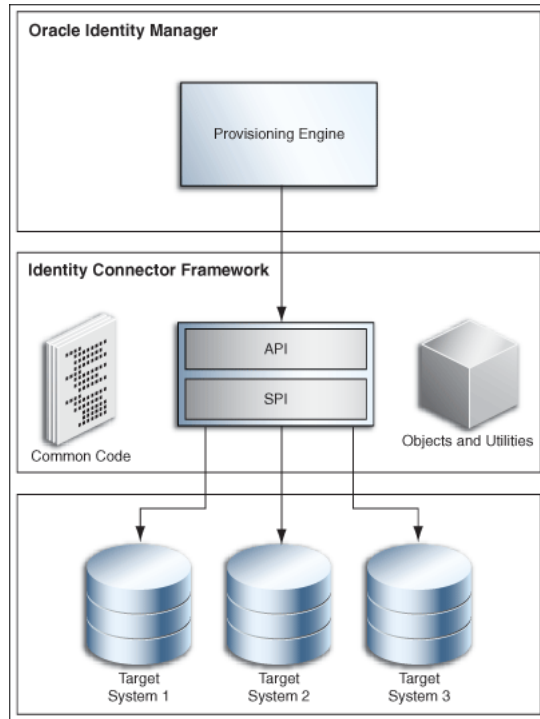 Oracle Identity Manager
Provisioning Engine
Identity Connector Framework
API
SPI
Common Code
Objects and Utilities
Target
System 1
Target
System 2
Target
System 3